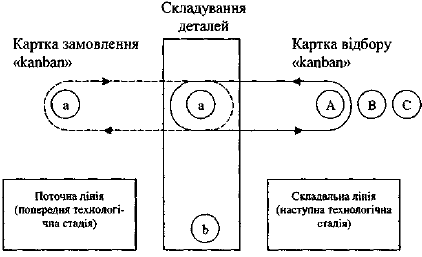 Складування
деталей
Картка замовлення
«kanban»
Картка відбору
“kanban”
a
a
A
B
C
Поточна лінія
(попередня технологі-
чна стадія)
Складальна лінія
(наступна технологічна
стадія)
b